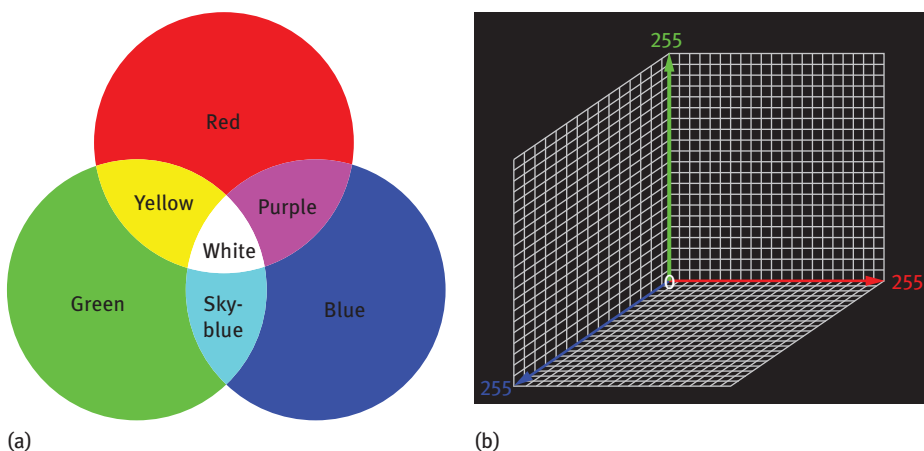 Red
Yellow
Purple
White
Green
Sky-
blue
Blue
(a)
255
0
255
255
(b)